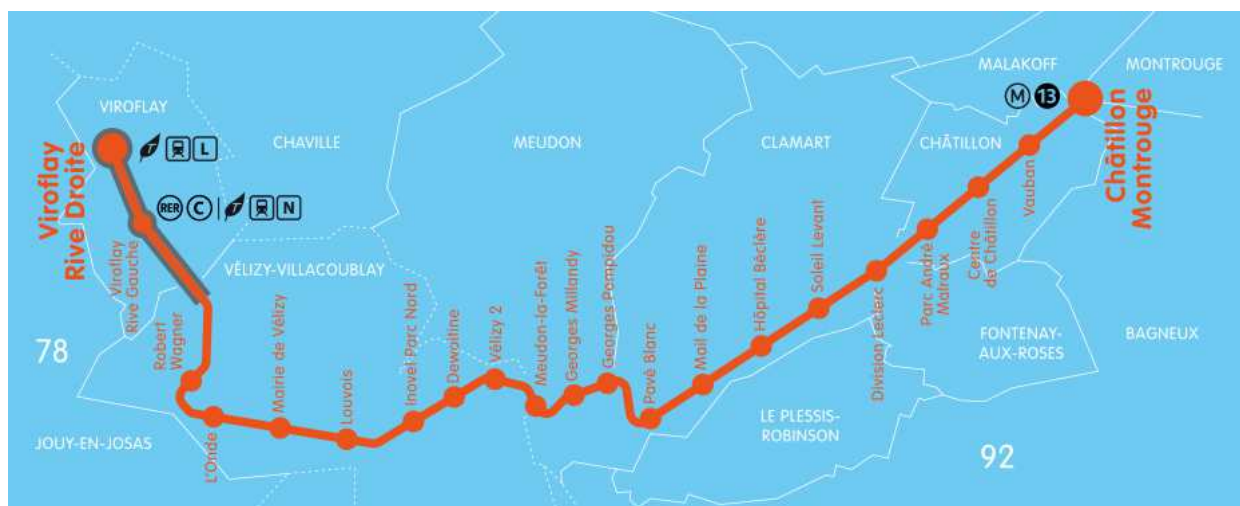 MALAKOFF
MONTROUGE
M 13
VIROFLAY
CHAVILLE
MEUDON
CLAMART
CHÂTILLON
Châtillon
Montrouge
Viroflay
Rive Droite
T L
RER C T N
Vauban
Viroflay
Rive Gauche
VÉLIZY-VILLACOUBLAY
Centre
de Châtillon
Parc André
Malraux
Soleil Levant
Division Leclerc
Hôpital Béclère
Mail de la Plaine
Pavé Blanc
Georges Pompidou
Georges Millandy
Meudon-la-Forêt
Vélizy 2
Dewoitine
Inovel Parc Nord
Louvois
Mairie de Vélizy
L'Onde
Robert
Wagner
78
FONTENAY-
AUX-ROSES
BAGNEUX
LE PLESSIS-
ROBINSON
JOUY-EN-JOSAS
92